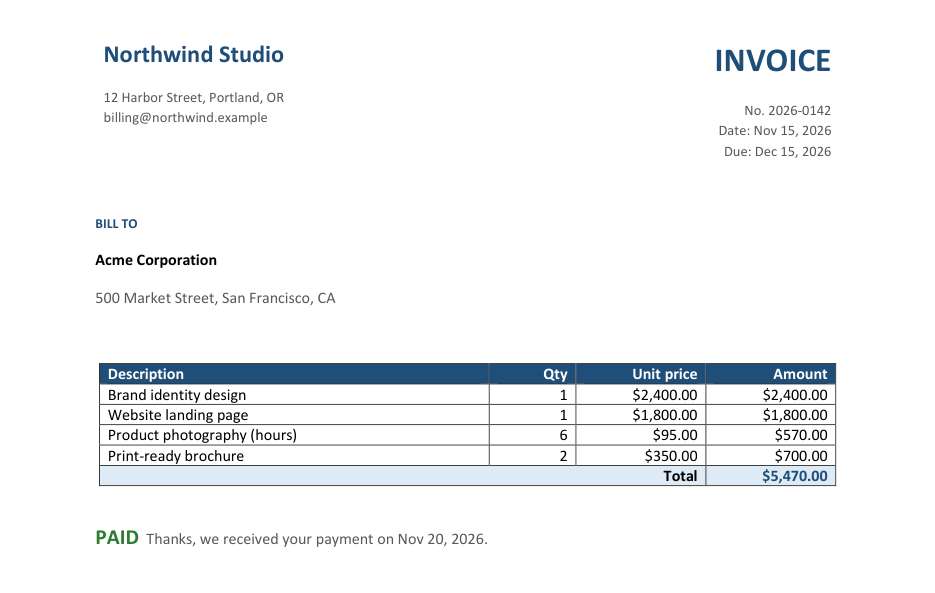 Northwind Studio
12 Harbor Street, Portland, OR
billing@northwind.example
INVOICE
No. 2026-0142
Date: Nov 15, 2026
Due: Dec 15, 2026
BILL TO
Acme Corporation
500 Market Street, San Francisco, CA
Description Qty Unit price Amount
Brand identity design 1 $2,400.00 $2,400.00
Website landing page 1 $1,800.00 $1,800.00
Product photography (hours) 6 $95.00 $570.00
Print-ready brochure 2 $350.00 $700.00
Total $5,470.00
PAID Thanks, we received your payment on Nov 20, 2026.